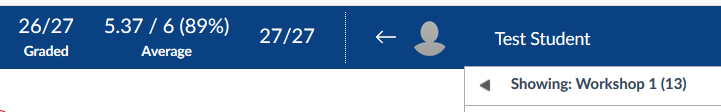 26/27
Graded
5.37 / 6 (89%)
Average
27/27
Test Student
Showing: Workshop 1 (13)